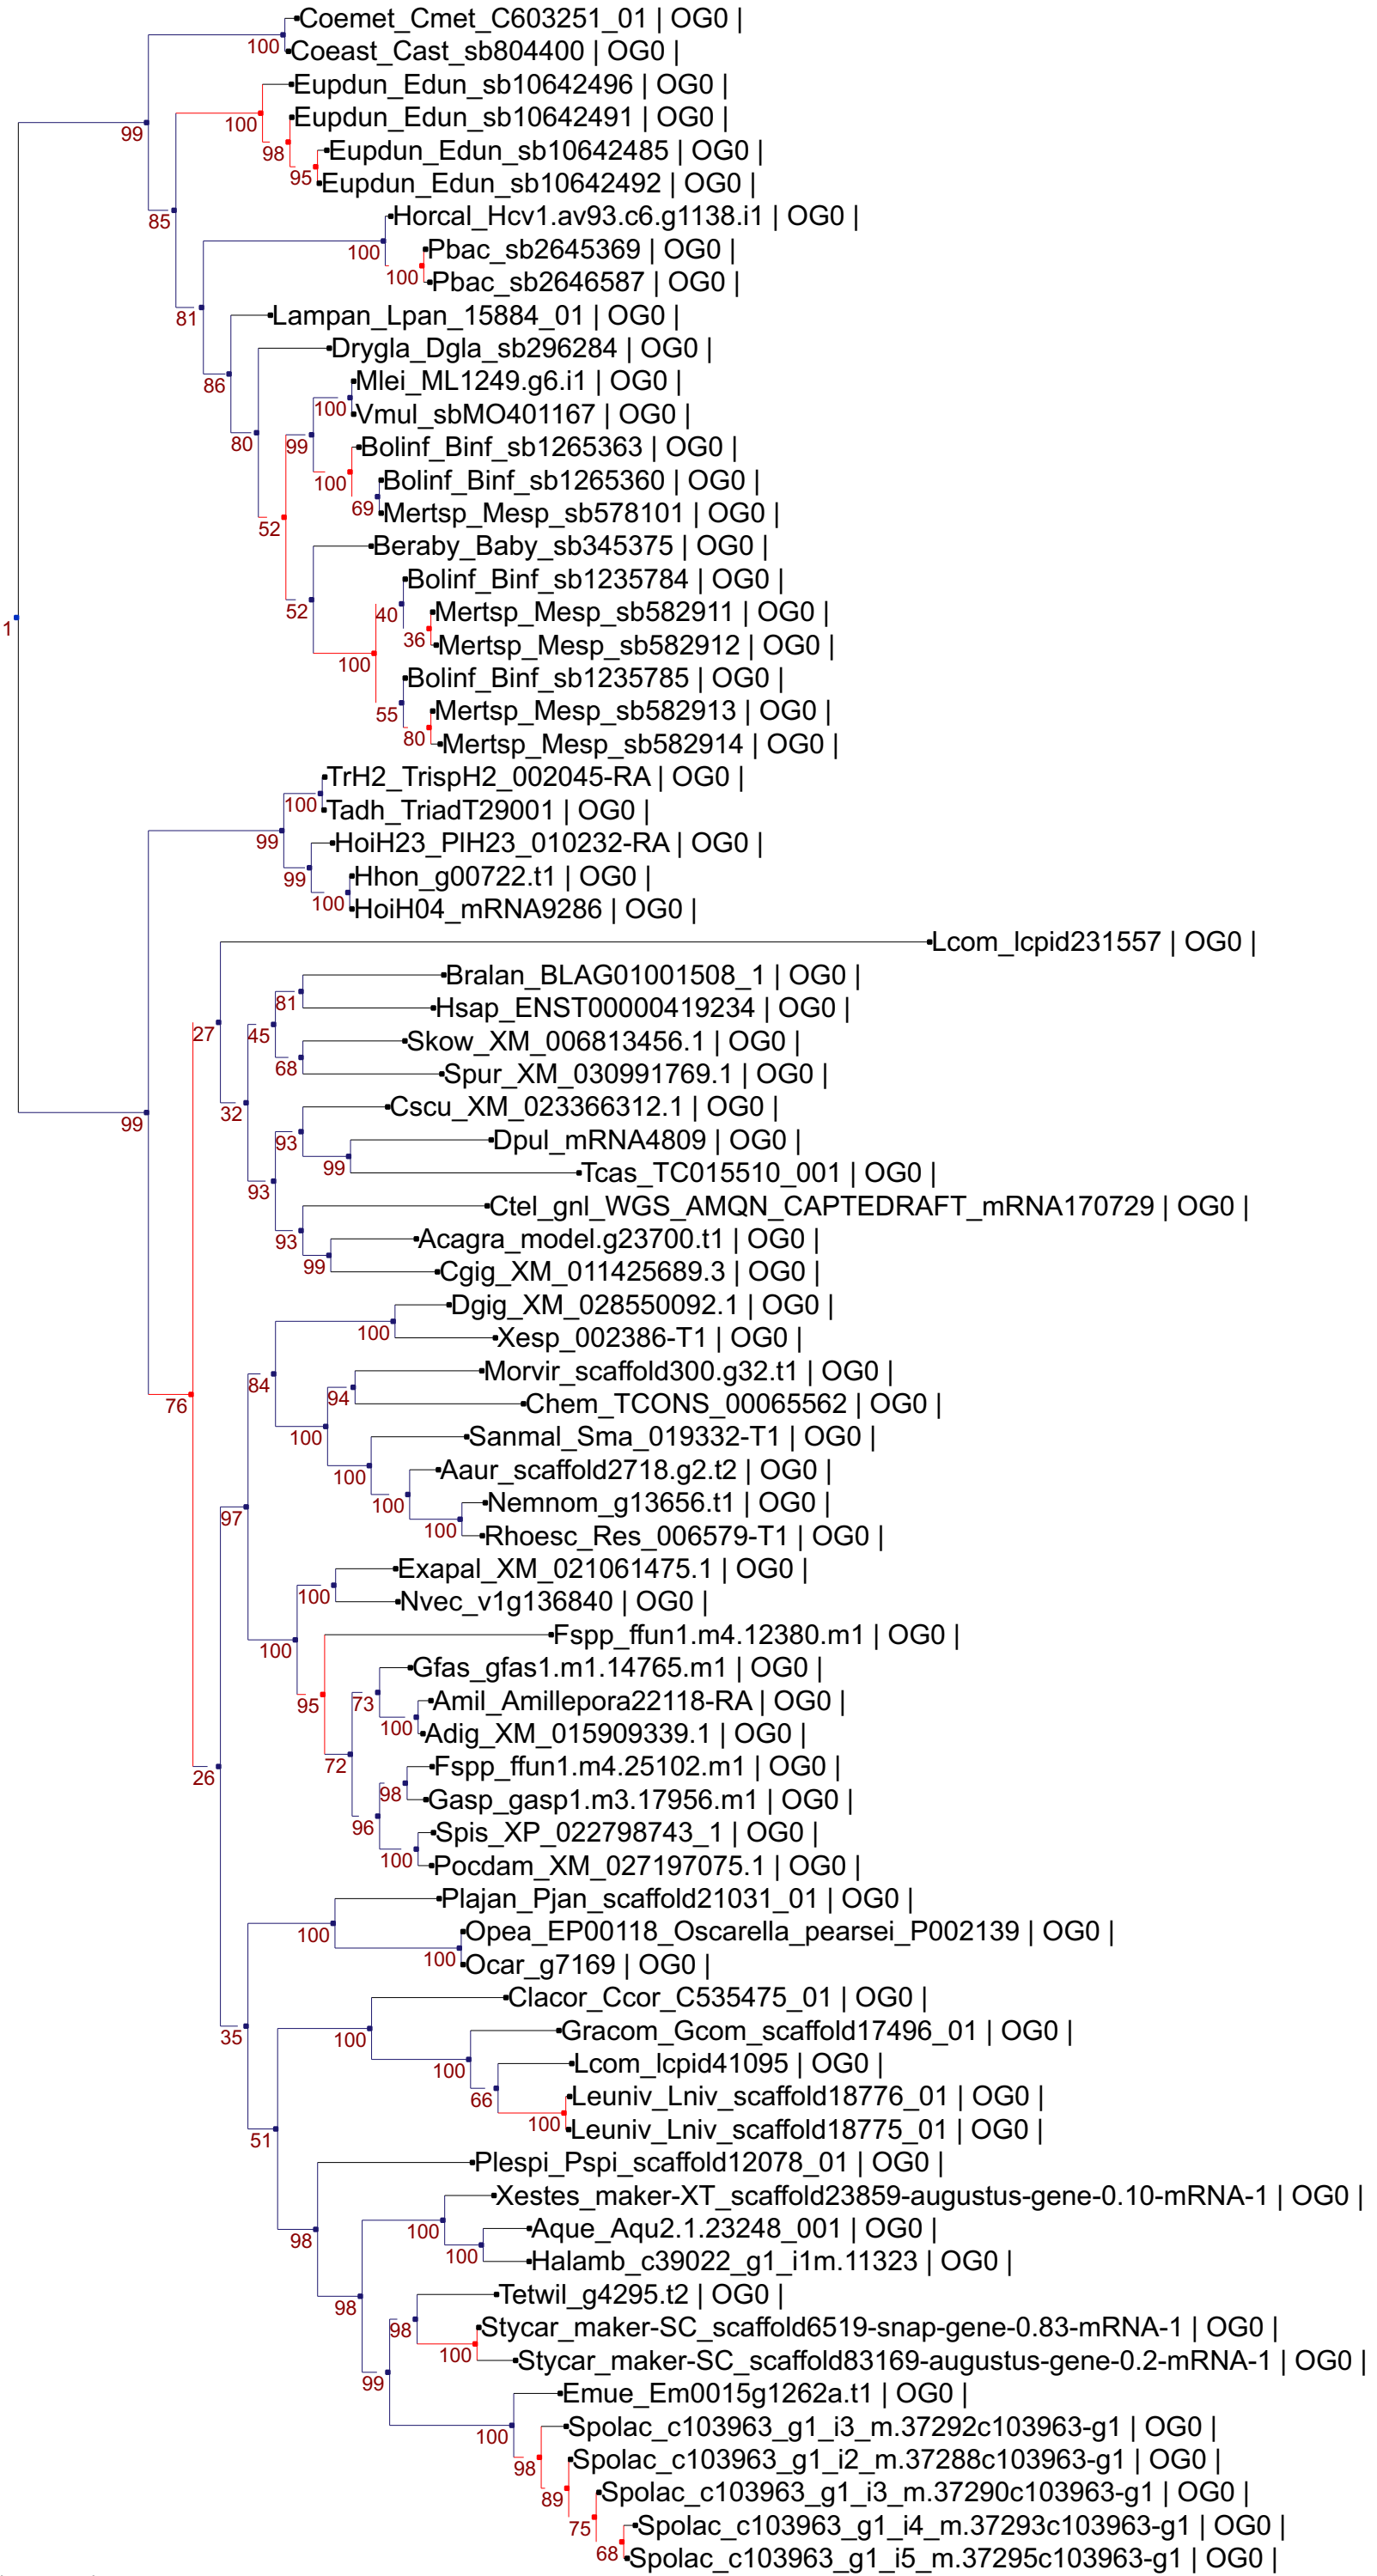 Coemet_Cmet_C603251_01 | OG0 |
100
Coeast_Cast_sb804400 | OG0 |
Eupdun_Edun_sb10642496 | OG0 |
99
100
Eupdun_Edun_sb10642491 | OG0 |
98
Eupdun_Edun_sb10642485 | OG0 |
95
Eupdun_Edun_sb10642492 | OG0 |
85
Horcal_Hcv1.av93.c6.g1138.i1 | OG0 |
100
Pbac_sb2645369 | OG0 |
100
Pbac_sb2646587 | OG0 |
81
Lampan_Lpan_15884_01 | OG0 |
Drygla_Dgla_sb296284 | OG0 |
86
Mlei_ML1249.g6.i1 | OG0 |
100
Vmul_sbMO401167 | OG0 |
80
99
Bolinf_Binf_sb1265363 | OG0 |
100
Bolinf_Binf_sb1265360 | OG0 |
69
Mertsp_Mesp_sb578101 | OG0 |
52
Beraby_Baby_sb345375 | OG0 |
Bolinf_Binf_sb1235784 | OG0 |
52
40
Mertsp_Mesp_sb582911 | OG0 |
1
36
Mertsp_Mesp_sb582912 | OG0 |
100
Bolinf_Binf_sb1235785 | OG0 |
55
Mertsp_Mesp_sb582913 | OG0 |
80
Mertsp_Mesp_sb582914 | OG0 |
TrH2_TrispH2_002045-RA | OG0 |
100
Tadh_TriadT29001 | OG0 |
99
HoiH23_PlH23_010232-RA | OG0 |
99
Hhon_g00722.t1 | OG0 |
100
HoiH04_mRNA9286 | OG0 |
Lcom_lcpid231557 | OG0 |
Bralan_BLAG01001508_1 | OG0 |
81
Hsap_ENST00000419234 | OG0 |
27
45
Skow_XM_006813456.1 | OG0 |
68
Spur_XM_030991769.1 | OG0 |
32
Cscu_XM_023366312.1 | OG0 |
99
93
Dpul_mRNA4809 | OG0 |
99
Tcas_TC015510_001 | OG0 |
93
Ctel_gnl_WGS_AMQN_CAPTEDRAFT_mRNA170729 | OG0 |
93
Acagra_model.g23700.t1 | OG0 |
99
Cgig_XM_011425689.3 | OG0 |
Dgig_XM_028550092.1 | OG0 |
100
Xesp_002386-T1 | OG0 |
Morvir_scaffold300.g32.t1 | OG0 |
84
94
76
Chem_TCONS_00065562 | OG0 |
100
Sanmal_Sma_019332-T1 | OG0 |
100
Aaur_scaffold2718.g2.t2 | OG0 |
100
Nemnom_g13656.t1 | OG0 |
97
100
Rhoesc_Res_006579-T1 | OG0 |
Exapal_XM_021061475.1 | OG0 |
100
Nvec_v1g136840 | OG0 |
Fspp_ffun1.m4.12380.m1 | OG0 |
100
Gfas_gfas1.m1.14765.m1 | OG0 |
95
73
Amil_Amillepora22118-RA | OG0 |
100
Adig_XM_015909339.1 | OG0 |
72
Fspp_ffun1.m4.25102.m1 | OG0 |
26
98
Gasp_gasp1.m3.17956.m1 | OG0 |
96
Spis_XP_022798743_1 | OG0 |
100
Pocdam_XM_027197075.1 | OG0 |
Plajan_Pjan_scaffold21031_01 | OG0 |
100
Opea_EP00118_Oscarella_pearsei_P002139 | OG0 |
100
Ocar_g7169 | OG0 |
Clacor_Ccor_C535475_01 | OG0 |
35
100
Gracom_Gcom_scaffold17496_01 | OG0 |
100
Lcom_lcpid41095 | OG0 |
66
Leuniv_Lniv_scaffold18776_01 | OG0 |
100
Leuniv_Lniv_scaffold18775_01 | OG0 |
51
Plespi_Pspi_scaffold12078_01 | OG0 |
Xestes_maker-XT_scaffold23859-augustus-gene-0.10-mRNA-1 | OG0 |
100
Aque_Aqu2.1.23248_001 | OG0 |
98
100
Halamb_c39022_g1_i1m.11323 | OG0 |
Tetwil_g4295.t2 | OG0 |
98
98
Stycar_maker-SC_scaffold6519-snap-gene-0.83-mRNA-1 | OG0 |
100
Stycar_maker-SC_scaffold83169-augustus-gene-0.2-mRNA-1 | OG0 |
99
Emue_Em0015g1262a.t1 | OG0 |
100
Spolac_c103963_g1_i3_m.37292c103963-g1 | OG0 |
98
Spolac_c103963_g1_i2_m.37288c103963-g1 | OG0 |
89
Spolac_c103963_g1_i3_m.37290c103963-g1 | OG0 |
75
Spolac_c103963_g1_i4_m.37293c103963-g1 | OG0 |
68
Spolac_c103963_g1_i5_m.37295c103963-g1 | OG0 |